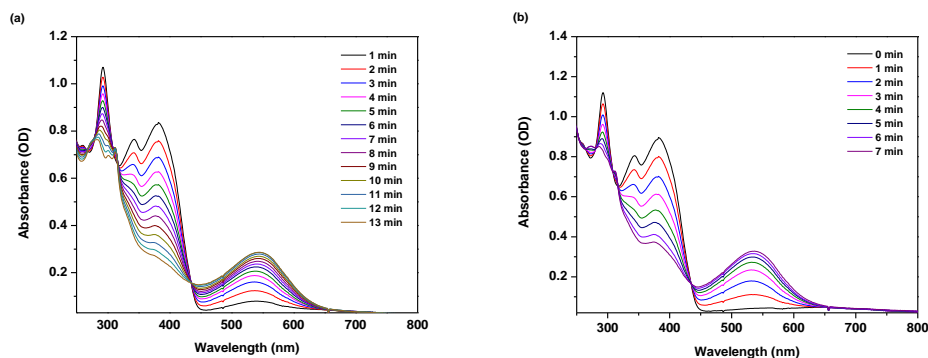 (a)
1.2
1.0
0.8
0.6
0.4
0.2
300
400
500
600
700
800
Absorbance (OD)
Wavelength (nm)
1 min
2 min
3 min
4 min
5 min
6 min
7 min
8 min
9 min
10 min
11 min
12 min
13 min
(b)
1.4
1.2
1.0
0.8
0.6
0.4
0.2
300
400
500
600
700
800
Absorbance (OD)
Wavelength (nm)
0 min
1 min
2 min
3 min
4 min
5 min
6 min
7 min